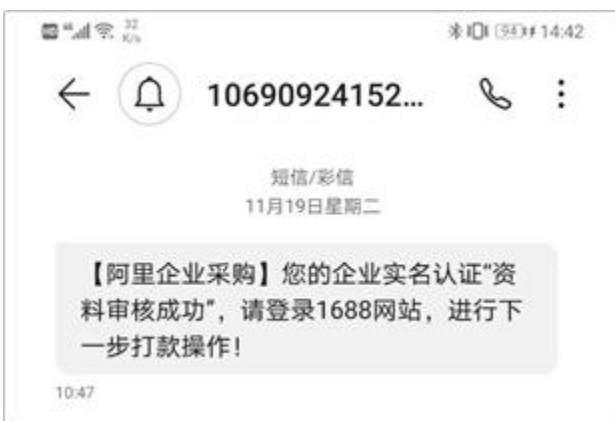 32
K/s
94
14:42
10690924152...
短信/彩信
11月19日星期二
【阿里企业采购】您的企业实名认证“资
料审核成功”，请登录1688网站，进行下
一步打款操作！
10:47